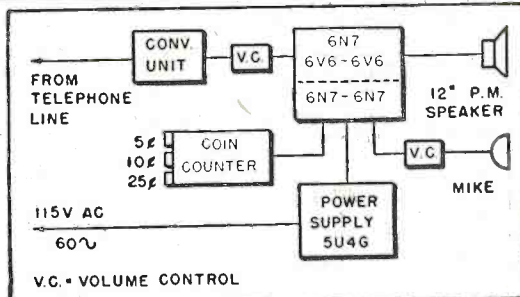 CONV. UNIT
V.C.
6N7
6V6-6V6
6N7-6N7
FROM
TELEPHONE
LINE
12" P.M.
SPEAKER
5¢
10¢
25¢
COIN
COUNTER
V.C.
MIKE
115V AC
60~
POWER
SUPPLY
5U4G
V.C. = VOLUME CONTROL